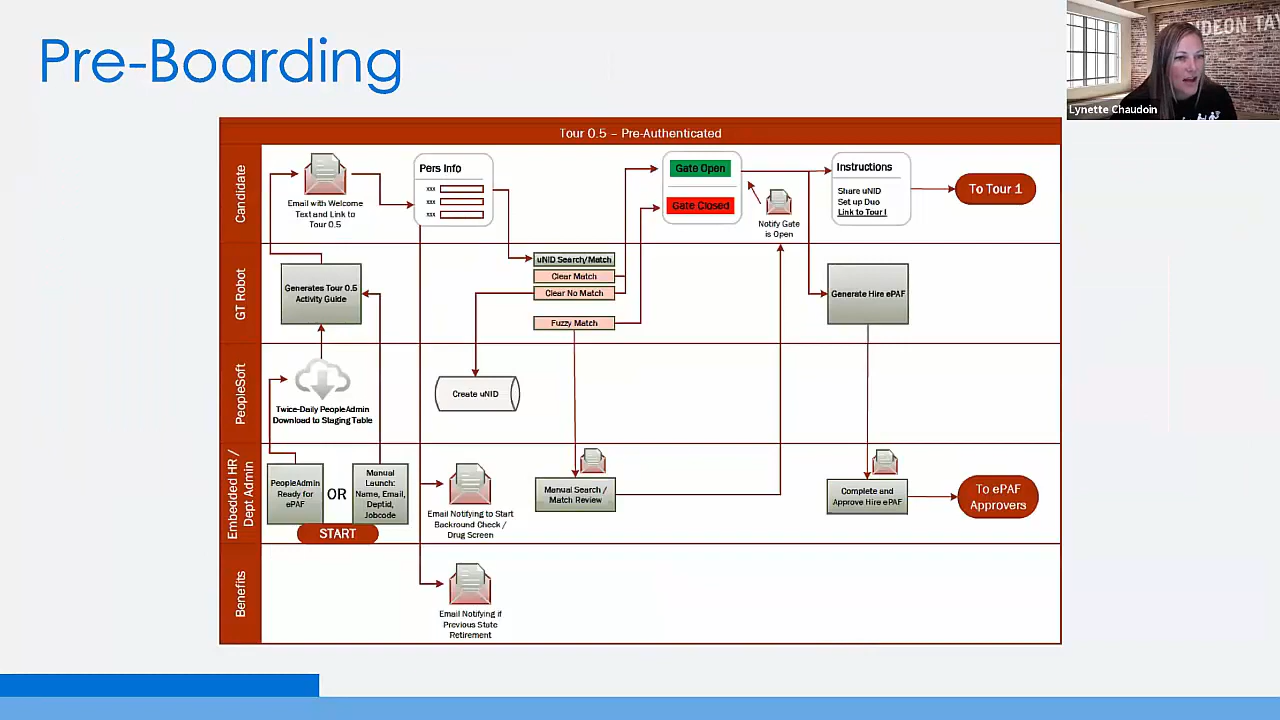 Pre-Boarding
DEON TAY
Lynette Chaudoin
Tour 0.5 – Pre-Authenticated
Candidate
Email with Welcome
Text and Link to
Tour 0.5
Pers Info
xxx
xxx
xxx
Gate Open
Gate Closed
Notify Gate
is Open
Instructions
Share uNID
Set up Duo
Link to Tour I
To Tour 1
GT Robot
Generates Tour 0.5
Activity Guide
uNID Search/Match
Clear Match
Clear No Match
Fuzzy Match
Generate Hire ePAF
PeopleSoft
Twice-Daily PeopleAdmin
Download to Staging Table
Create uNID
Embedded HR /
Dept Admin
PeopleAdmin
Ready for
ePAF
OR
Manual
Launch:
Name, Email,
Deptid,
Jobcode
START
Email Notifying to Start
Backround Check /
Drug Screen
Manual Search /
Match Review
Complete and
Approve Hire ePAF
To ePAF
Approvers
Benefits
Email Notifying if
Previous State
Retirement